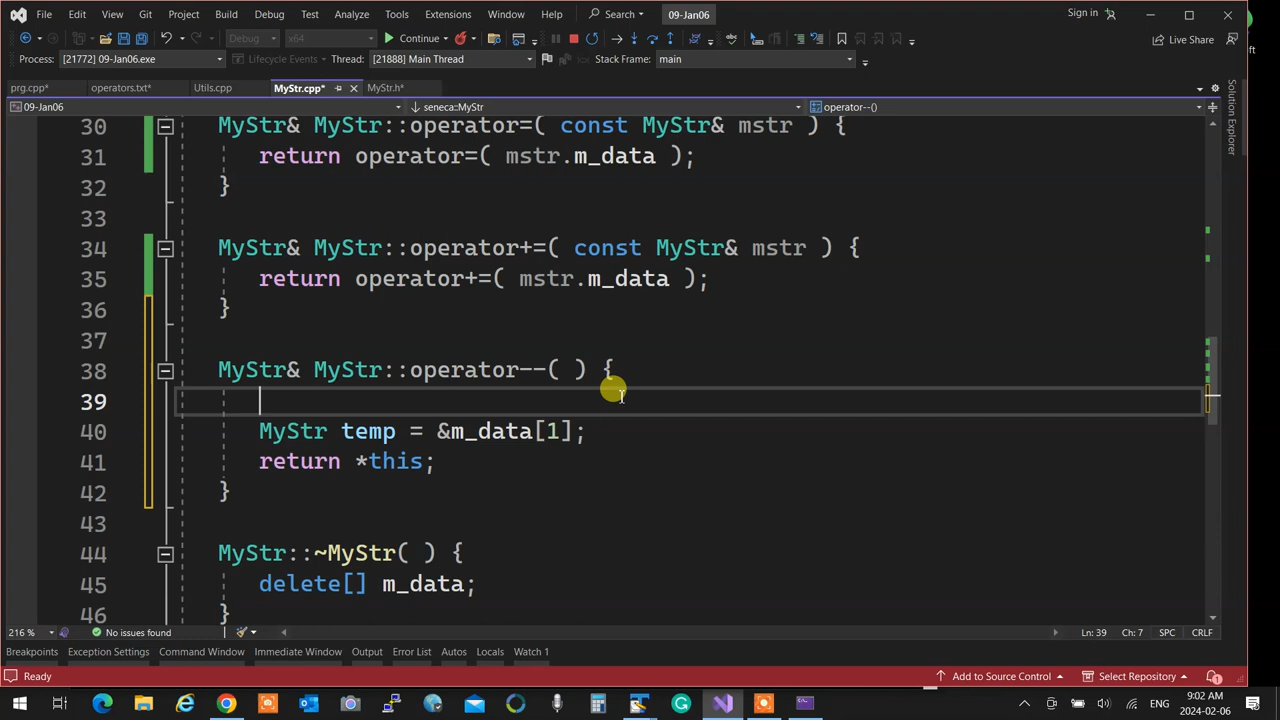 File Edit View Git Project Build Debug Test Analyze Tools Extensions Window Help Search 09-Jan06 Sign in
Debug x64 Continue Live Share
Process: [21772] 09-Jan06.exe Lifecycle Events Thread: [21888] Main Thread Stack Frame: main
prg.cpp* operators.txt* Utils.cpp MyStr.cpp* MyStr.h*
09-Jan06 seneca::MyStr operator--()
Solution Explorer
30 MyStr& MyStr::operator=( const MyStr& mstr ) {
31 return operator=( mstr.m_data );
32 }
33
34 MyStr& MyStr::operator+=( const MyStr& mstr ) {
35 return operator+=( mstr.m_data );
36 }
37
38 MyStr& MyStr::operator--( ) {
39
40 MyStr temp = &m_data[1];
41 return *this;
42 }
43
44 MyStr::~MyStr( ) {
45 delete[] m_data;
46 }
216 % No issues found Ln: 39 Ch: 7 SPC CRLF
Breakpoints Exception Settings Command Window Immediate Window Output Error List Autos Locals Watch 1
Ready Add to Source Control Select Repository 1
ENG 9:02 AM
2024-02-06